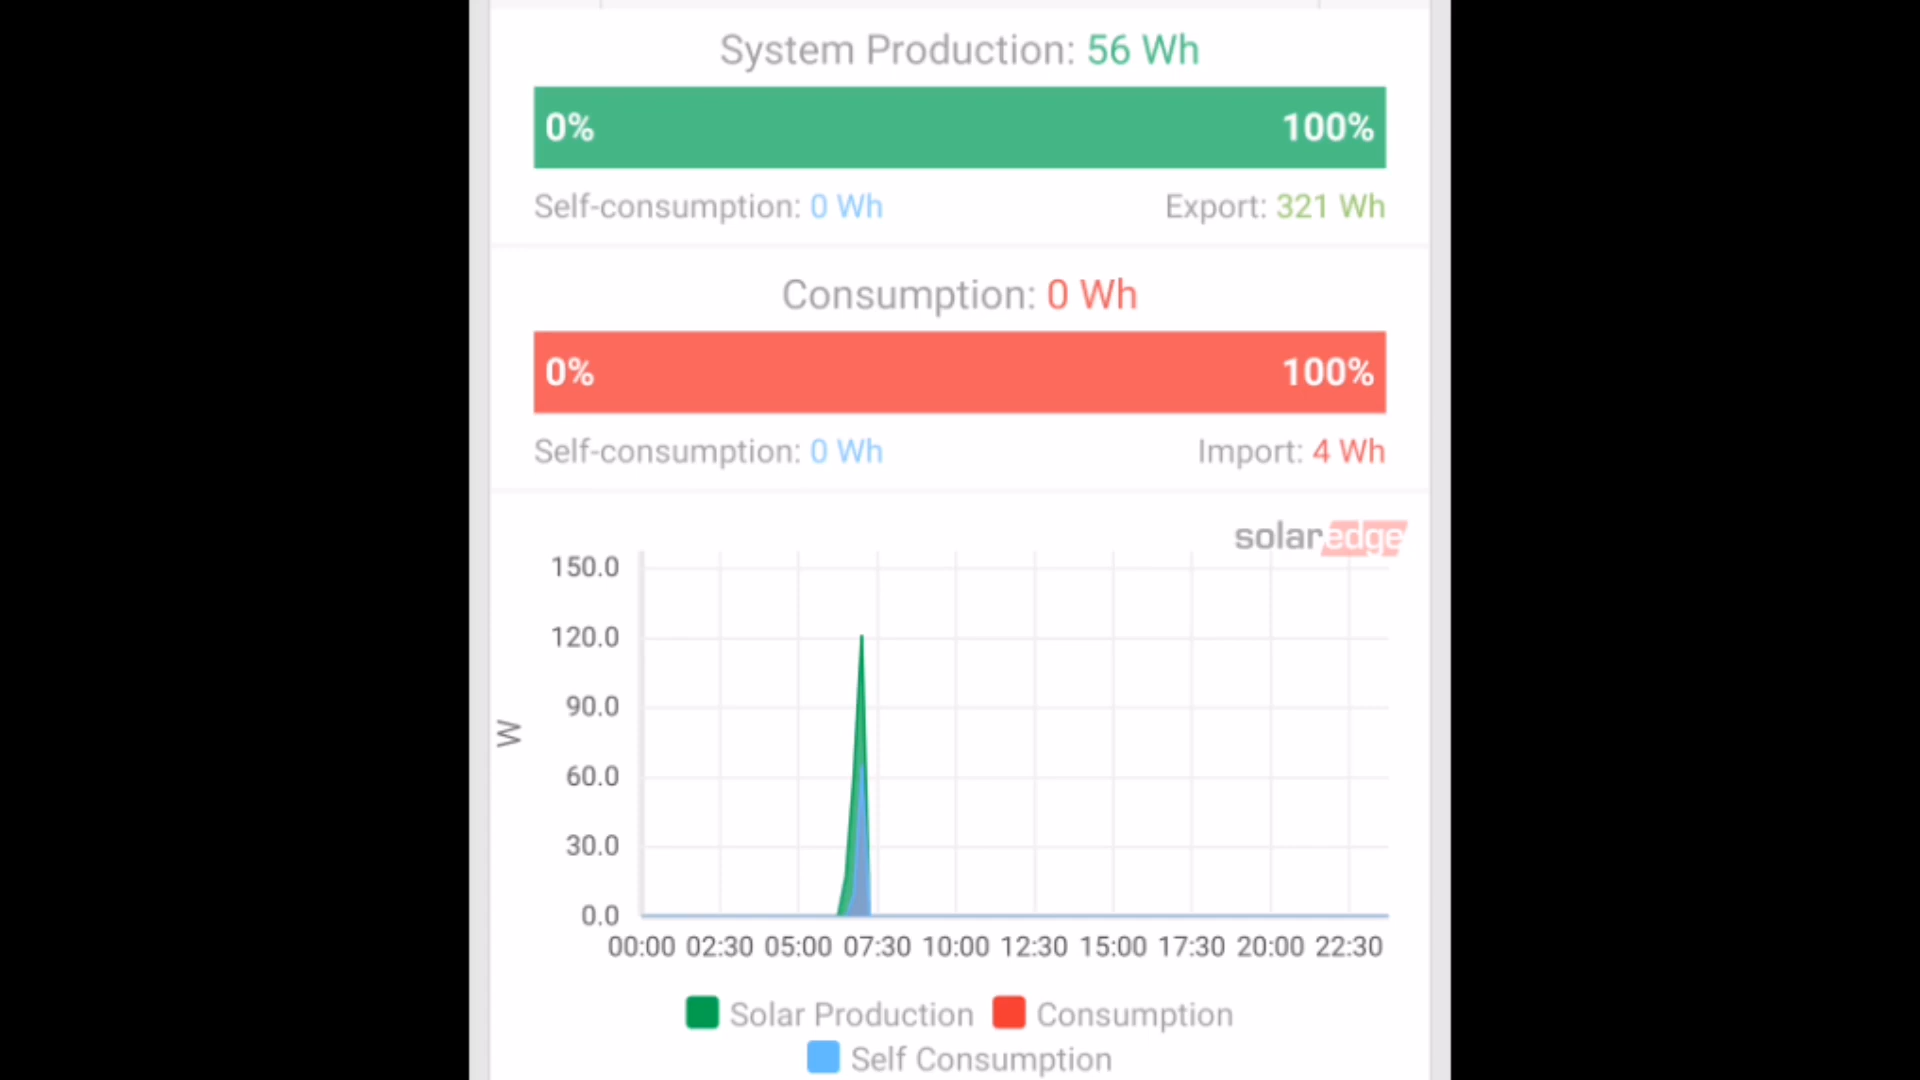 System Production: 56 Wh
0% 100%
Self-consumption: 0 Wh Export: 321 Wh
Consumption: 0 Wh
0% 100%
Self-consumption: 0 Wh Import: 4 Wh
solaredge
150.0
120.0
90.0
W
60.0
30.0
0.0
00:00 02:30 05:00 07:30 10:00 12:30 15:00 17:30 20:00 22:30
Solar Production Consumption
Self Consumption